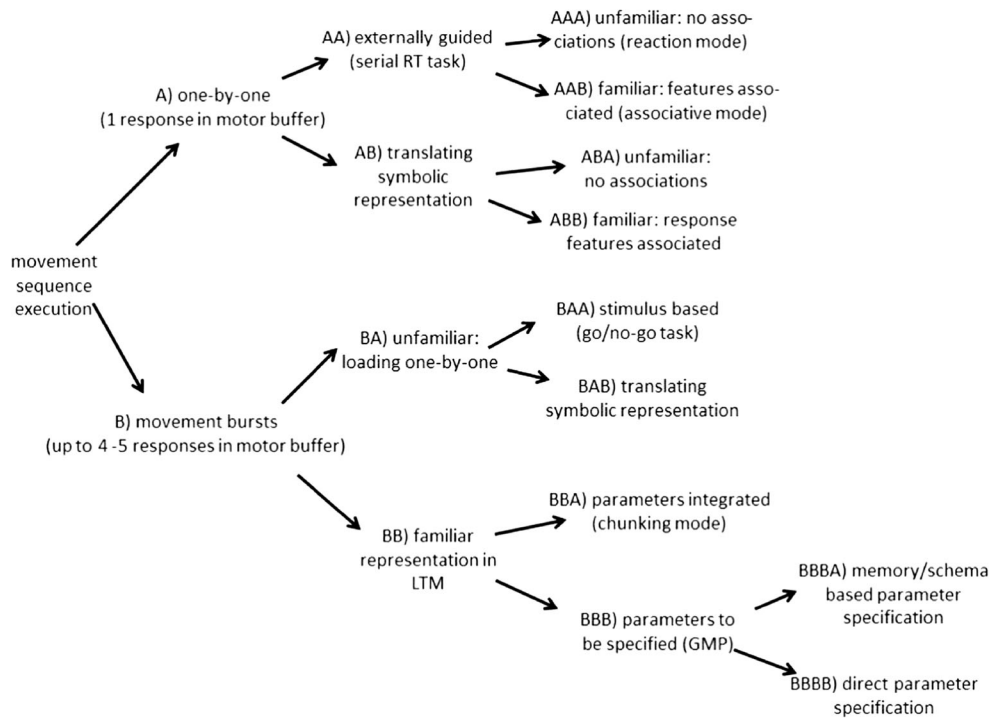 AAA) unfamiliar: no asso-
ciations (reaction mode)
AA) externally guided
(serial RT task)
AAB) familiar: features asso-
ciated (associative mode)
A) one-by-one
(1 response in motor buffer)
AB) translating
symbolic
representation
ABA) unfamiliar:
no associations
ABB) familiar: response
features associated
movement
sequence
execution
BAA) stimulus based
(go/no-go task)
BA) unfamiliar:
loading one-by-one
BAB) translating
symbolic representation
B) movement bursts
(up to 4 -5 responses in motor buffer)
BBA) parameters integrated
(chunking mode)
BB) familiar
representation in
LTM
BBBA) memory/schema
based parameter
specification
BBB) parameters to
be specified (GMP)
BBBB) direct parameter
specification